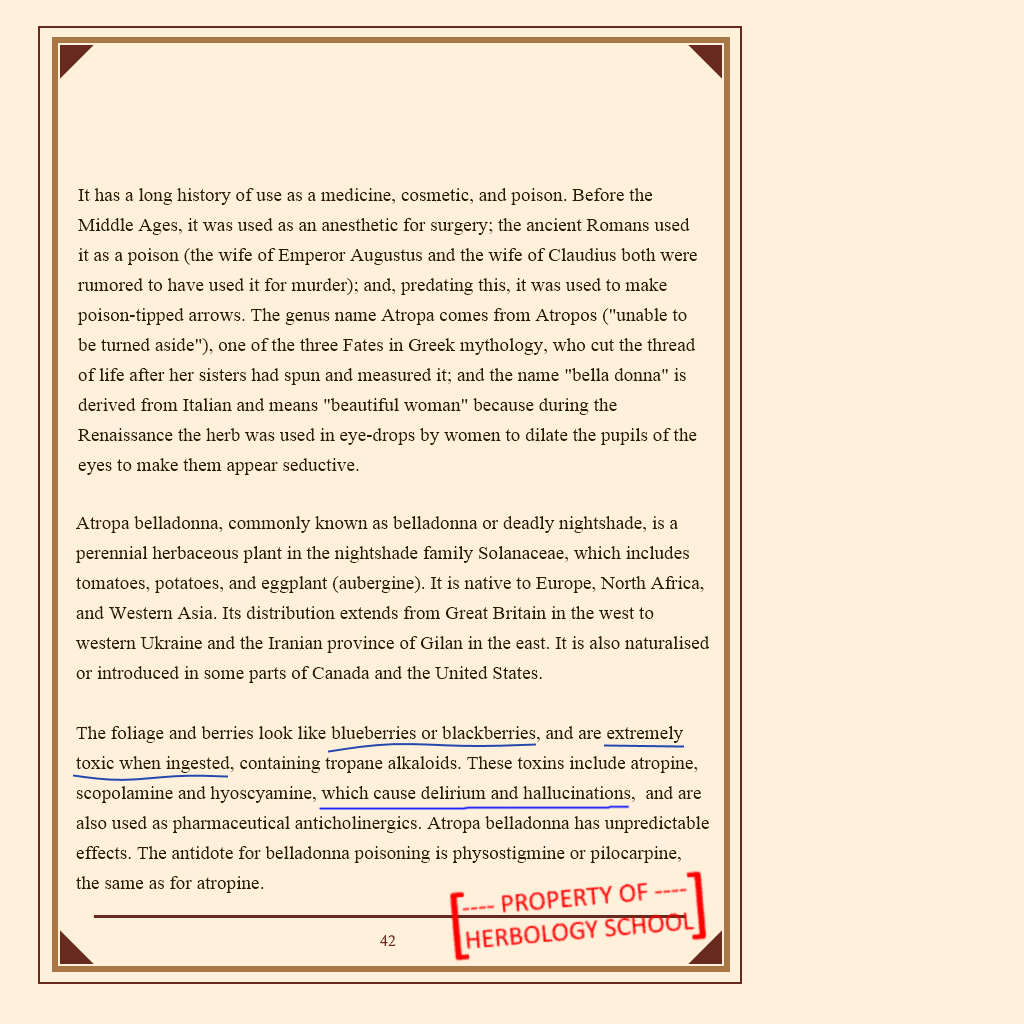 It has a long history of use as a medicine, cosmetic, and poison. Before the
Middle Ages, it was used as an anesthetic for surgery; the ancient Romans used
it as a poison (the wife of Emperor Augustus and the wife of Claudius both were
rumored to have used it for murder); and, predating this, it was used to make
poison-tipped arrows. The genus name Atropa comes from Atropos ("unable to
be turned aside"), one of the three Fates in Greek mythology, who cut the thread
of life after her sisters had spun and measured it; and the name "bella donna" is
derived from Italian and means "beautiful woman" because during the
Renaissance the herb was used in eye-drops by women to dilate the pupils of the
eyes to make them appear seductive.
Atropa belladonna, commonly known as belladonna or deadly nightshade, is a
perennial herbaceous plant in the nightshade family Solanaceae, which includes
tomatoes, potatoes, and eggplant (aubergine). It is native to Europe, North Africa,
and Western Asia. Its distribution extends from Great Britain in the west to
western Ukraine and the Iranian province of Gilan in the east. It is also naturalised
or introduced in some parts of Canada and the United States.
The foliage and berries look like blueberries or blackberries, and are extremely
toxic when ingested, containing tropane alkaloids. These toxins include atropine,
scopolamine and hyoscyamine, which cause delirium and hallucinations,  and are
also used as pharmaceutical anticholinergics. Atropa belladonna has unpredictable
effects. The antidote for belladonna poisoning is physostigmine or pilocarpine,
the same as for atropine.
---- PROPERTY OF ----
HERBOLOGY SCHOOL
42